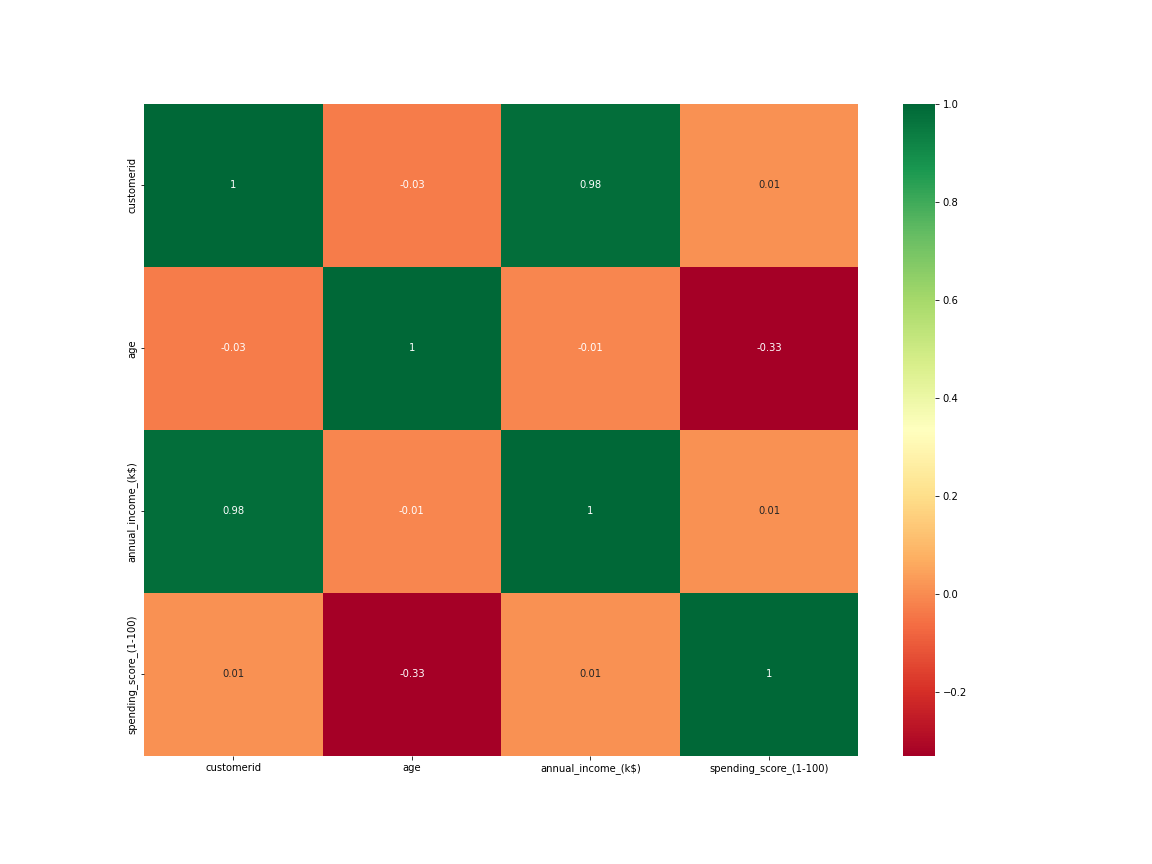 1.0
customerid
1 -0.03 0.98 0.01
0.8
0.6
age
-0.03 1 -0.01 -0.33
0.4
annual_income_(k$)
0.98 -0.01 1 0.01
0.2
0.0
spending_score_(1-100)
0.01 -0.33 0.01 1
−0.2
customerid age annual_income_(k$) spending_score_(1-100)